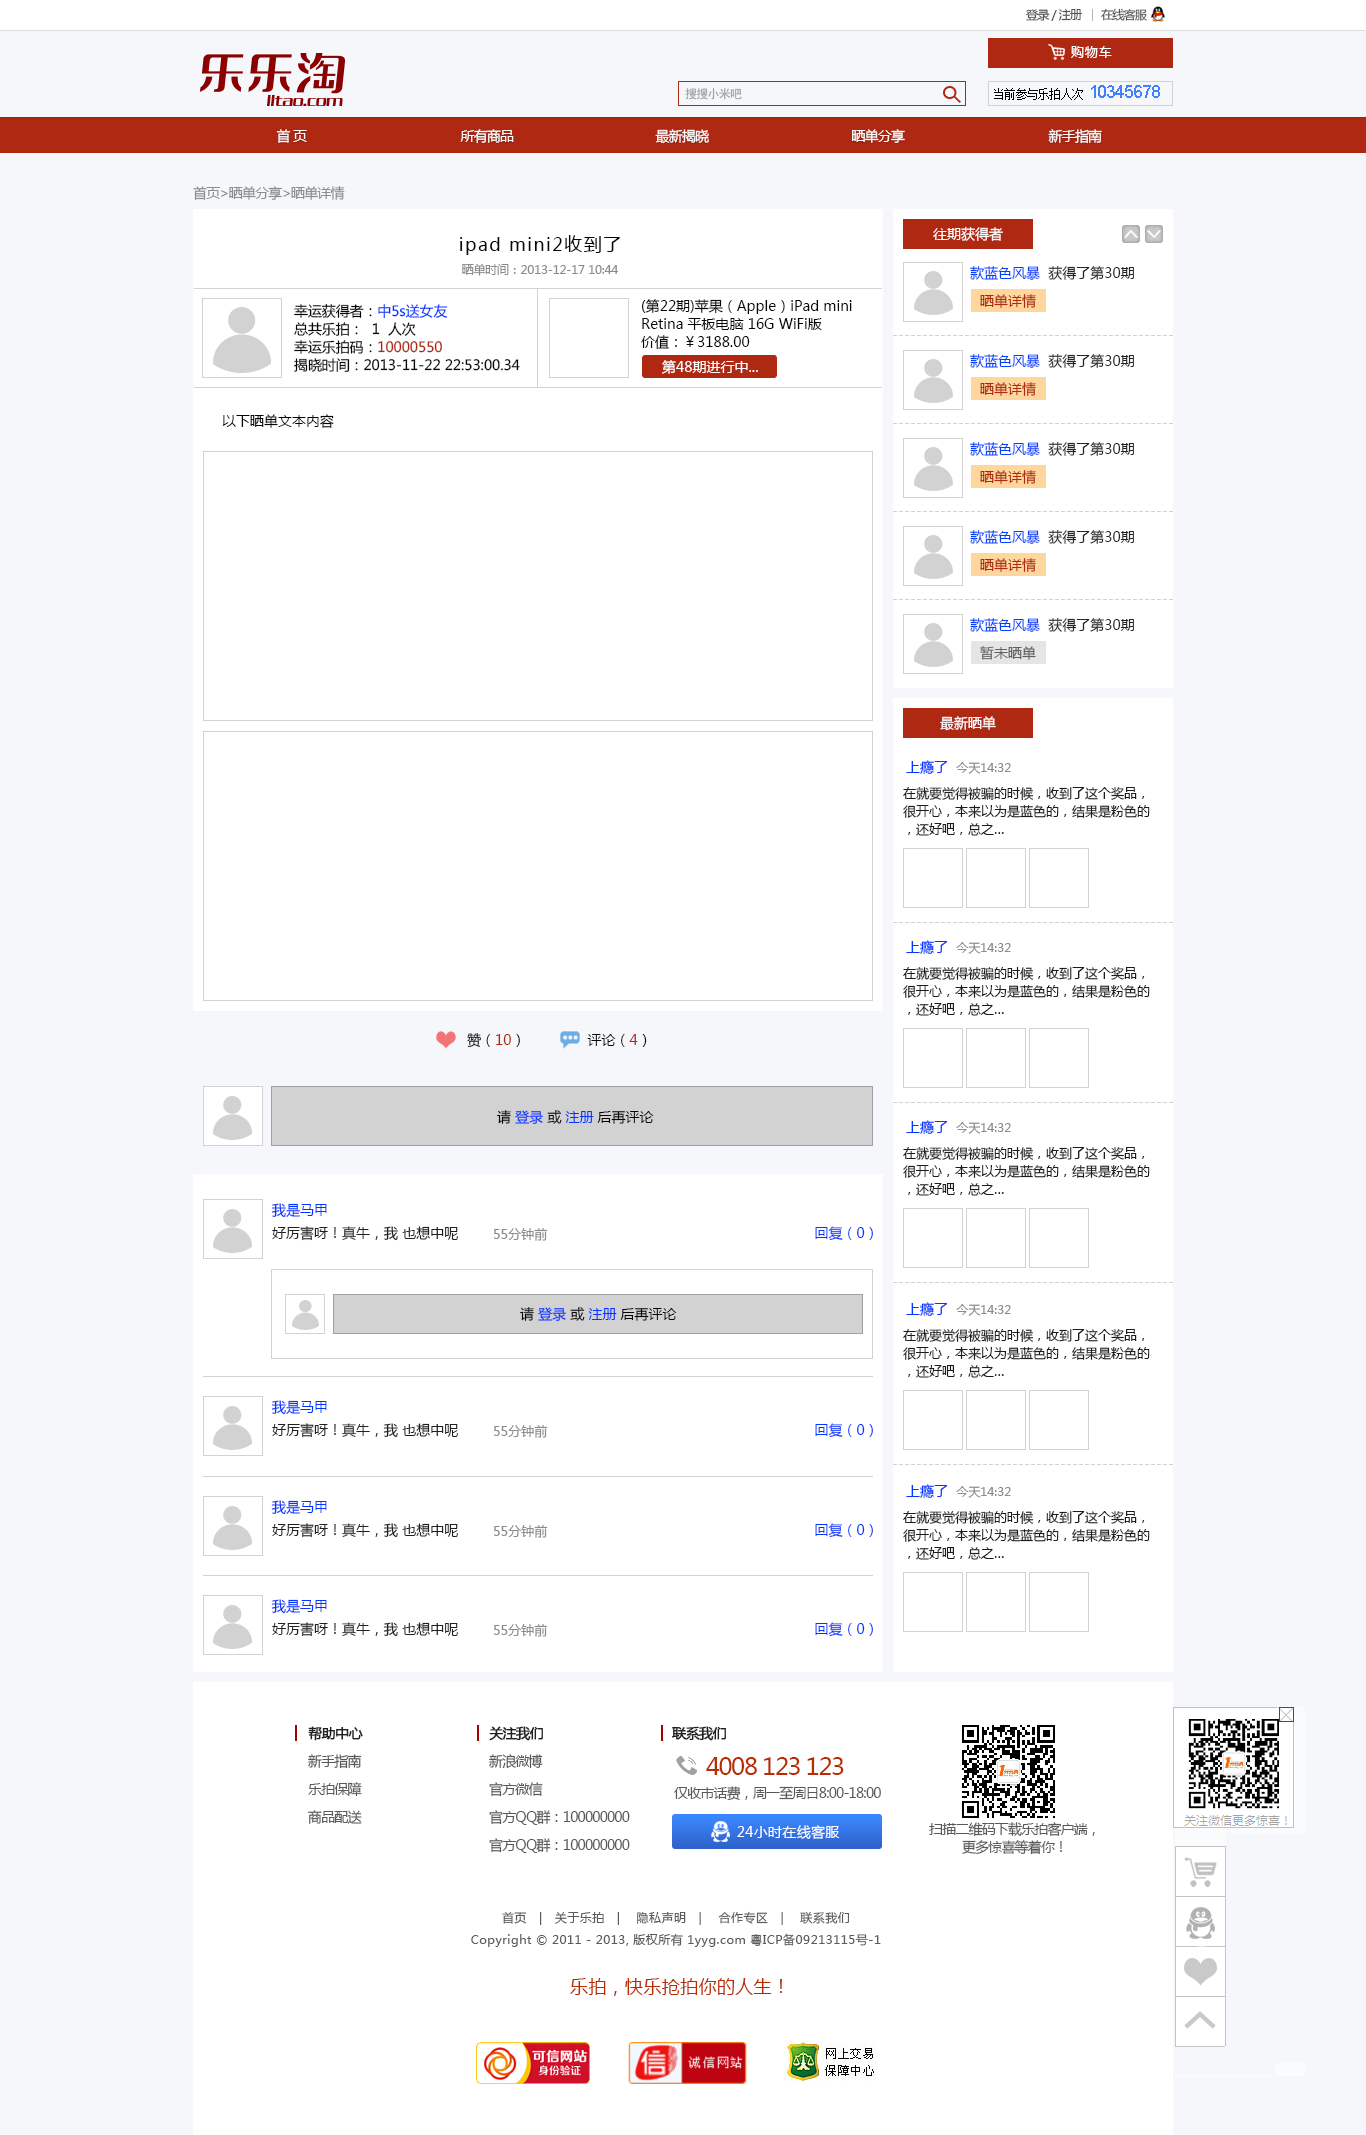 登录 / 注册 | 在线客服
乐乐淘
lltao.com
购物车
搜搜小米吧
当前参与乐拍人次 10345678
首 页 所有商品 最新揭晓 晒单分享 新手指南
首页>晒单分享>晒单详情
ipad mini2收到了
晒单时间：2013-12-17 10:44
幸运获得者：中5s送女友
总共乐拍： 1 人次
幸运乐拍码：10000550
揭晓时间：2013-11-22 22:53:00.34
(第22期)苹果（Apple）iPad mini
Retina 平板电脑 16G WiFi版
价值：￥3188.00
第48期进行中...
以下晒单文本内容
赞（10） 评论（4）
请 登录 或 注册 后再评论
我是马甲
好厉害呀！真牛，我 也想中呢 55分钟前 回复（0）
请 登录 或 注册 后再评论
我是马甲
好厉害呀！真牛，我 也想中呢 55分钟前 回复（0）
我是马甲
好厉害呀！真牛，我 也想中呢 55分钟前 回复（0）
我是马甲
好厉害呀！真牛，我 也想中呢 55分钟前 回复（0）
往期获得者
款蓝色风暴 获得了第30期
晒单详情
款蓝色风暴 获得了第30期
晒单详情
款蓝色风暴 获得了第30期
晒单详情
款蓝色风暴 获得了第30期
晒单详情
款蓝色风暴 获得了第30期
暂未晒单
最新晒单
上瘾了 今天14:32
在就要觉得被骗的时候，收到了这个奖品，
很开心，本来以为是蓝色的，结果是粉色的
，还好吧，总之...
上瘾了 今天14:32
在就要觉得被骗的时候，收到了这个奖品，
很开心，本来以为是蓝色的，结果是粉色的
，还好吧，总之...
上瘾了 今天14:32
在就要觉得被骗的时候，收到了这个奖品，
很开心，本来以为是蓝色的，结果是粉色的
，还好吧，总之...
上瘾了 今天14:32
在就要觉得被骗的时候，收到了这个奖品，
很开心，本来以为是蓝色的，结果是粉色的
，还好吧，总之...
上瘾了 今天14:32
在就要觉得被骗的时候，收到了这个奖品，
很开心，本来以为是蓝色的，结果是粉色的
，还好吧，总之...
帮助中心
新手指南
乐拍保障
商品配送
关注我们
新浪微博
官方微信
官方QQ群：100000000
官方QQ群：100000000
联系我们
4008 123 123
仅收市话费，周一至周日8:00-18:00
24小时在线客服
扫描二维码下载乐拍客户端，
更多惊喜等着你！
关注微信更多惊喜！
首页 | 关于乐拍 | 隐私声明 | 合作专区 | 联系我们
Copyright © 2011 - 2013, 版权所有 1yyg.com 粤ICP备09213115号-1
乐拍，快乐抢拍你的人生！
可信网站
身份验证
信 诚信网站
网上交易
保障中心